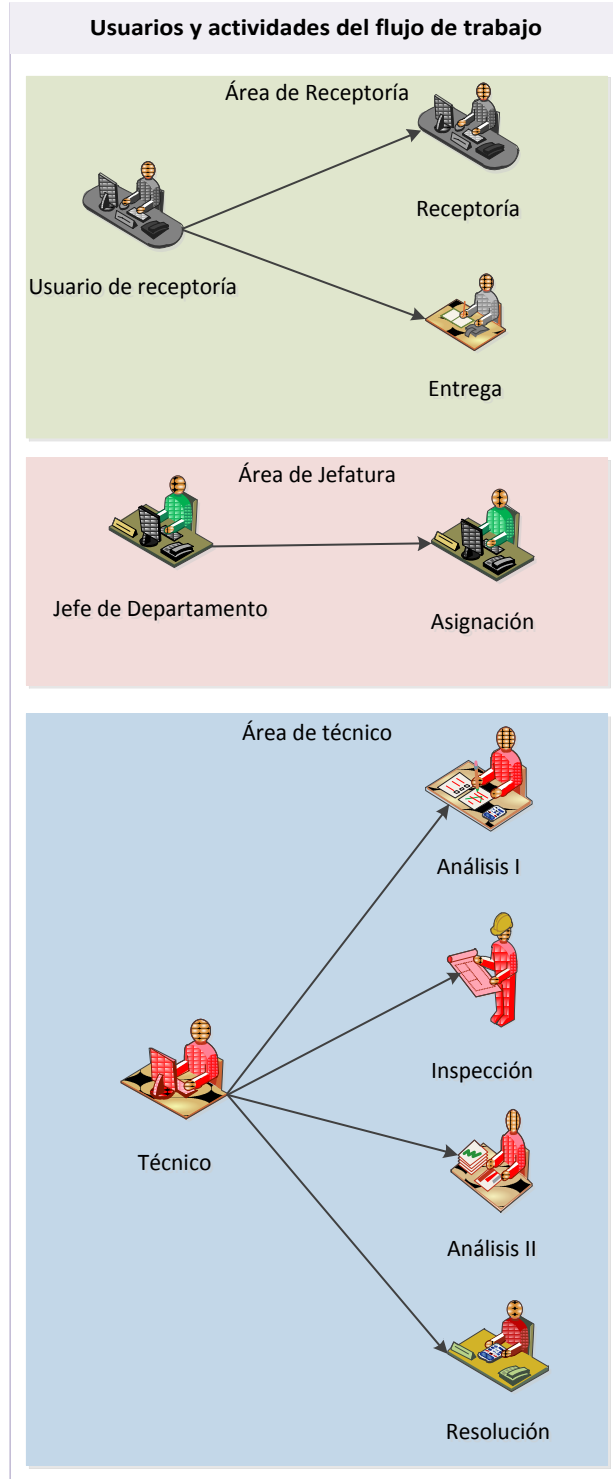 Usuarios y actividades del flujo de trabajo
Área de Receptoría
Receptoría
Usuario de receptoría
Entrega
Área de Jefatura
Jefe de Departamento
Asignación
Área de técnico
Análisis I
Inspección
Técnico
Análisis II
Resolución